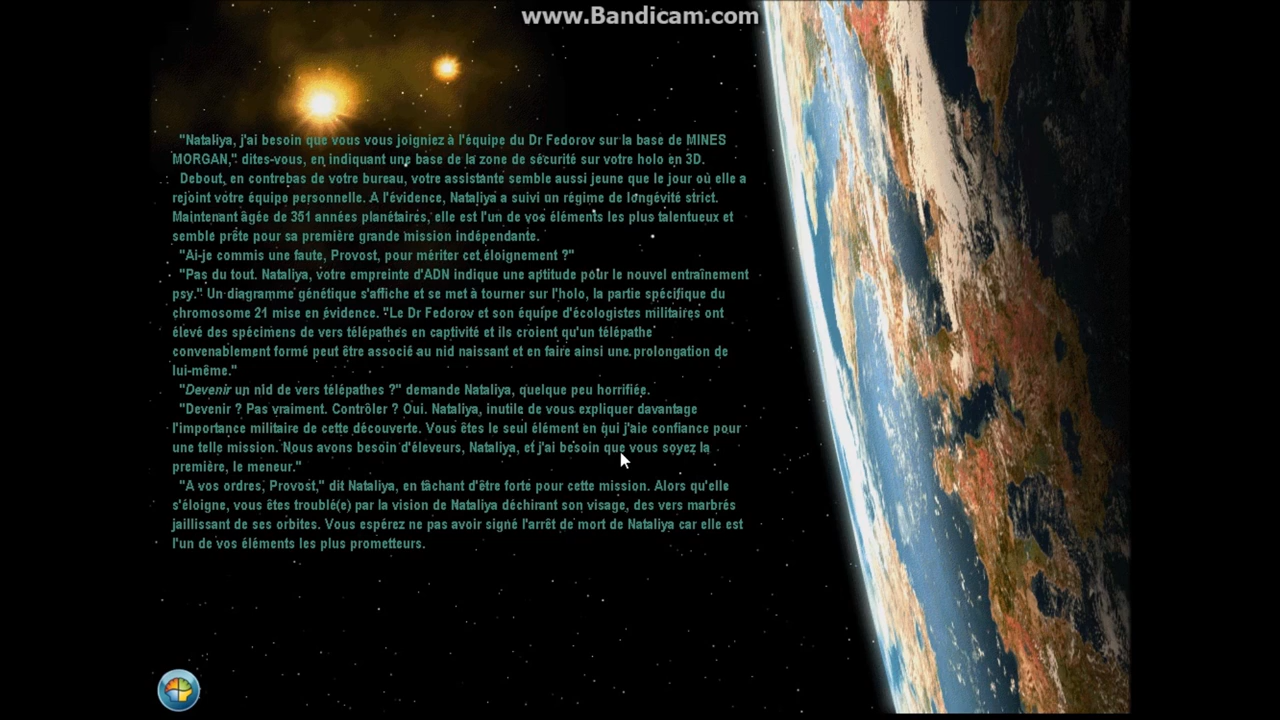 www.Bandicam.com
"Nataliya, j'ai besoin que vous vous joigniez à l'équipe du Dr Fedorov sur la base de MINES
MORGAN," dites-vous, en indiquant une base de la zone de sécurité sur votre holo en 3D.
Debout, en contrebas de votre bureau, votre assistante semble aussi jeune que le jour où elle a
rejoint votre équipe personnelle. A l'évidence, Nataliya a suivi un régime de longévité strict.
Maintenant âgée de 351 années planétaires, elle est l'un de vos éléments les plus talentueux et
semble prête pour sa première grande mission indépendante.
"Ai-je commis une faute, Provost, pour mériter cet éloignement ?"
"Pas du tout. Nataliya, votre empreinte d'ADN indique une aptitude pour le nouvel entraînement
psy." Un diagramme génétique s'affiche et se met à tourner sur l'holo, la partie spécifique du
chromosome 21 mise en évidence. "Le Dr Fedorov et son équipe d'écologistes militaires ont
élevé des spécimens de vers télépathes en captivité et ils croient qu'un télépathe
convenablement formé peut être associé au nid naissant et en faire ainsi une prolongation de
lui-même."
"Devenir un nid de vers télépathes ?" demande Nataliya, quelque peu horrifiée.
"Devenir ? Pas vraiment. Contrôler ? Oui. Nataliya, inutile de vous expliquer davantage
l'importance militaire de cette découverte. Vous êtes le seul élément en qui j'aie confiance pour
une telle mission. Nous avons besoin d'éleveurs, Nataliya, et j'ai besoin que vous soyez la
première, le meneur."
"A vos ordres, Provost," dit Nataliya, en tâchant d'être forte pour cette mission. Alors qu'elle
s'éloigne, vous êtes troublé(e) par la vision de Nataliya déchirant son visage, des vers marbrés
jaillissant de ses orbites. Vous espérez ne pas avoir signé l'arrêt de mort de Nataliya car elle est
l'un de vos éléments les plus prometteurs.